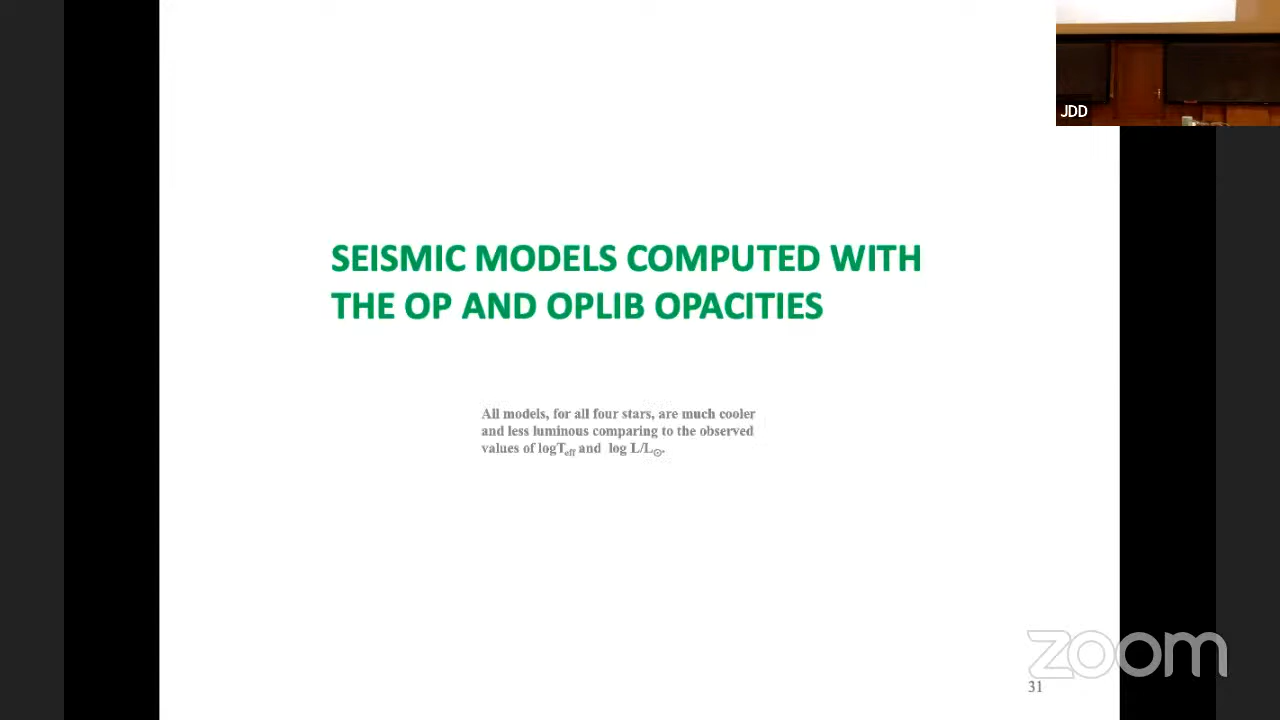 JDD
SEISMIC MODELS COMPUTED WITH
THE OP AND OPLIB OPACITIES
All models, for all four stars, are much cooler
and less luminous comparing to the observed
values of logTeff and log L/L⊙.
zoom
31